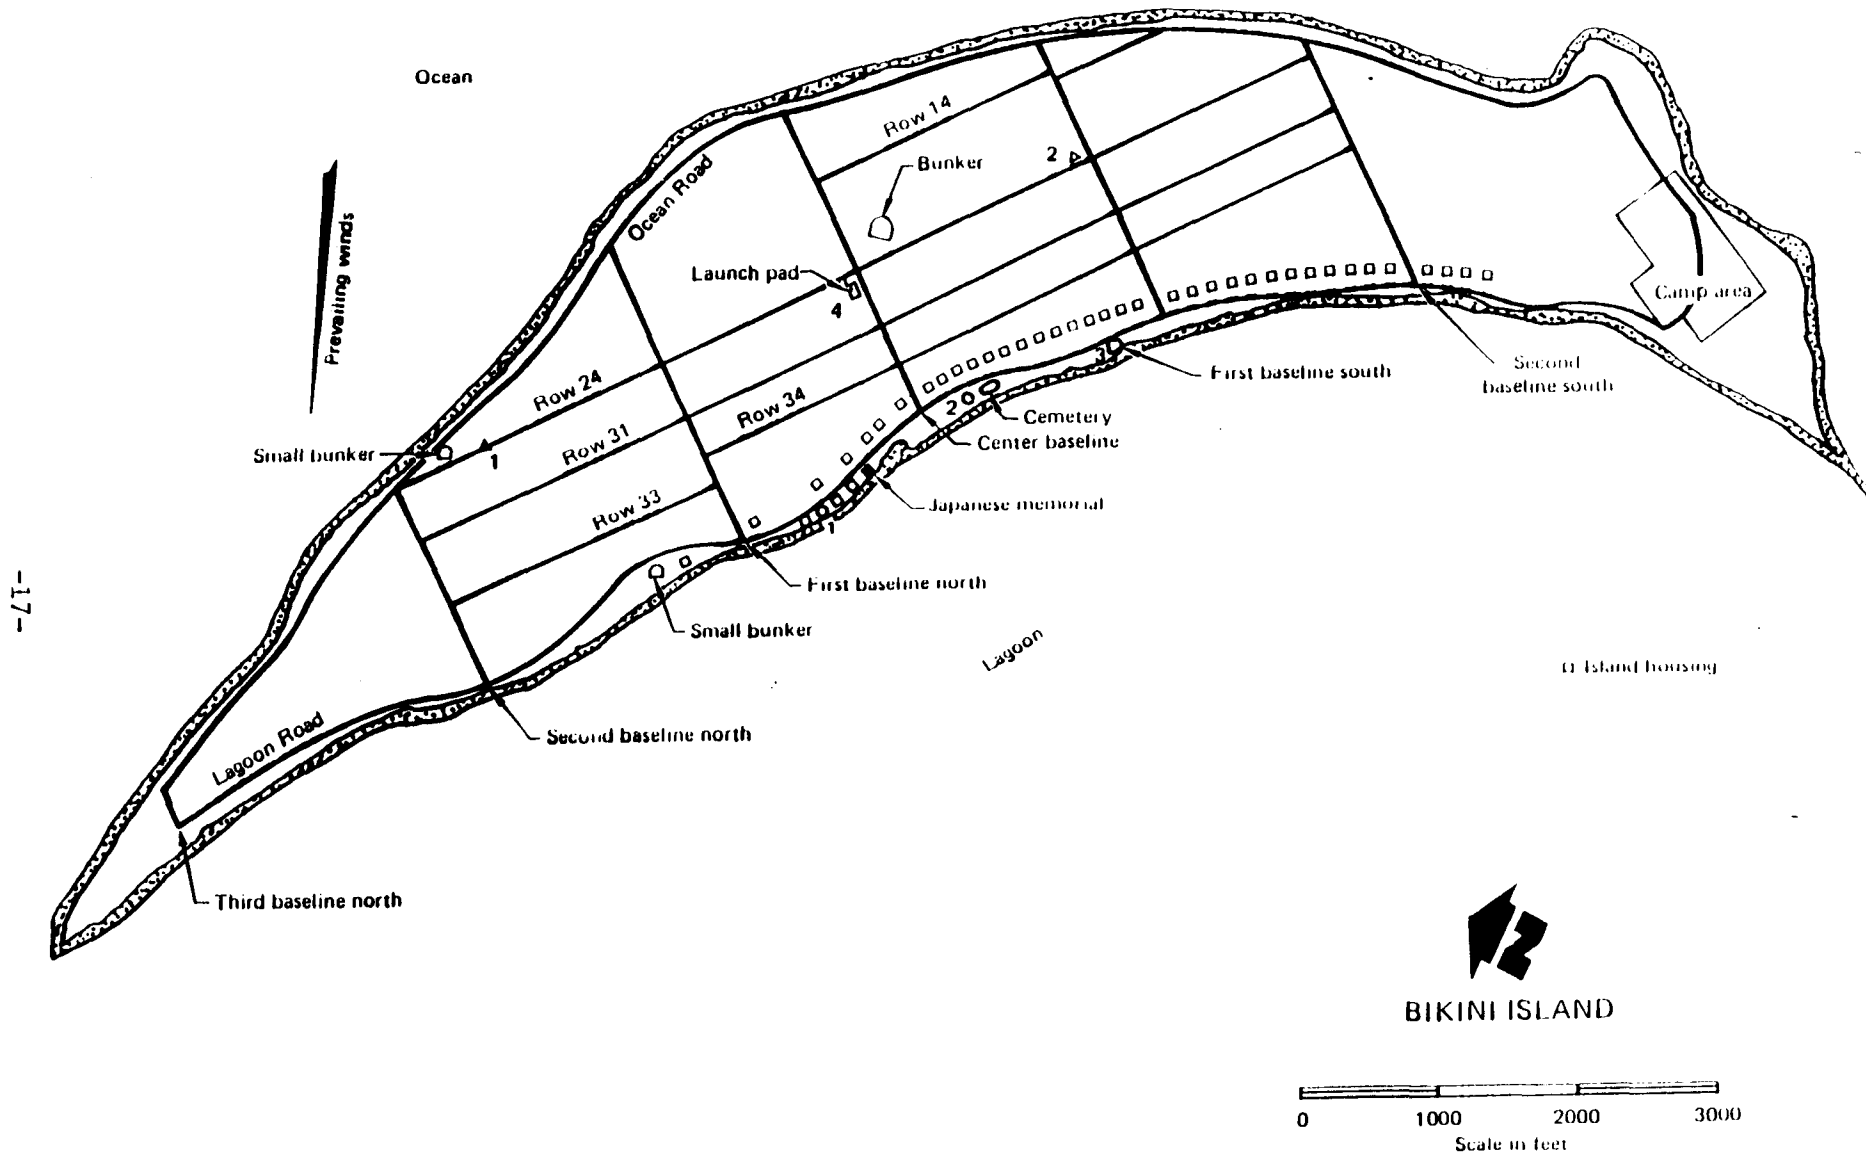 Ocean
Row 14
Bunker
2
Ocean Road
Prevailing winds
Launch pad
4
Camp area
Row 24
Row 34
3
First baseline south
Second
baseline south
2
Cemetery
Center baseline
Small bunker
1
Row 31
Row 33
Japanese memorial
1
First baseline north
Small bunker
Lagoon
Island housing
-17-
Lagoon Road
Second baseline north
Third baseline north
N
BIKINI ISLAND
0 1000 2000 3000
Scale in feet